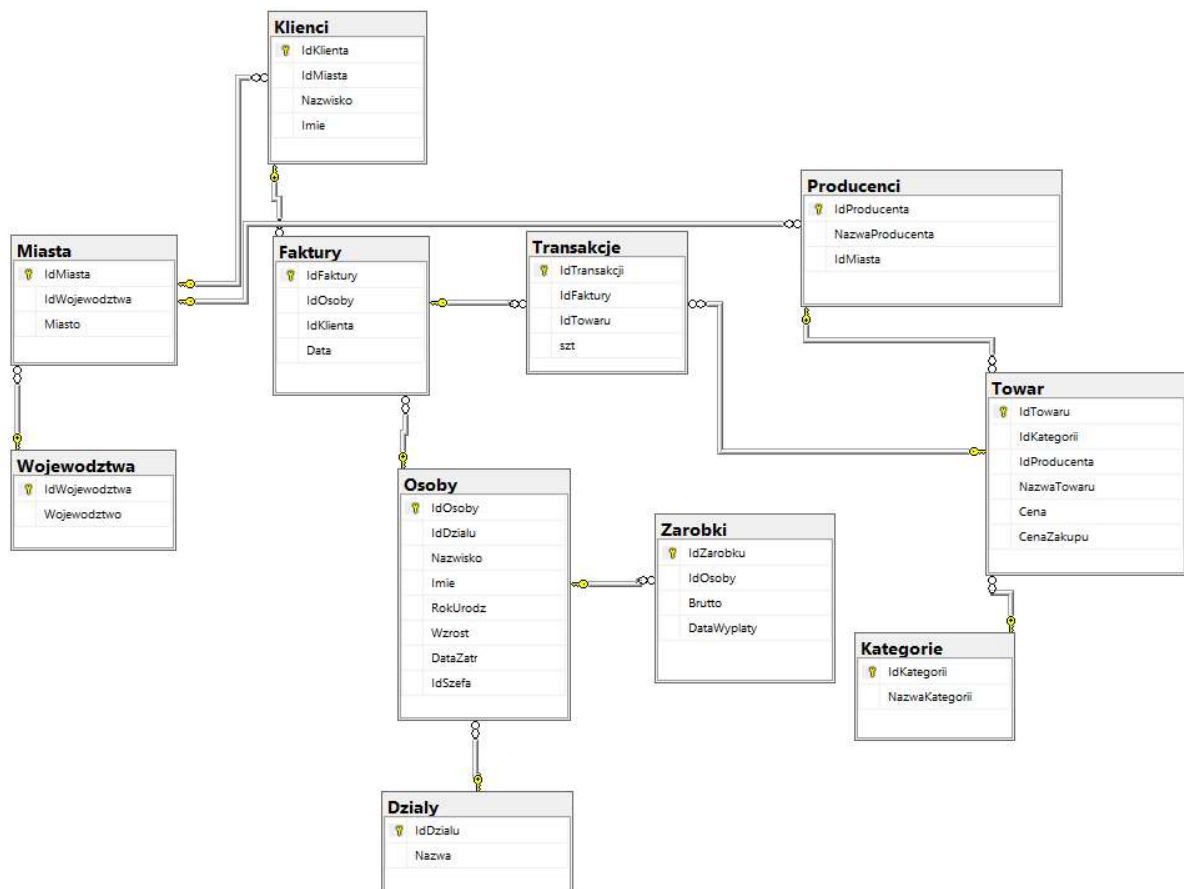 Klienci
IdKlienta
IdMiasta
Nazwisko
Imie
Producenci
IdProducenta
NazwaProducenta
IdMiasta
Miasta
IdMiasta
IdWojewodztwa
Miasto
Faktury
IdFaktury
IdOsoby
IdKlienta
Data
Transakcje
IdTransakcji
IdFaktury
IdTowaru
szt
Towar
IdTowaru
IdKategorii
IdProducenta
NazwaTowaru
Cena
CenaZakupu
Wojewodztwa
IdWojewodztwa
Wojewodztwo
Osoby
IdOsoby
IdDzialu
Nazwisko
Imie
RokUrodz
Wzrost
DataZatr
IdSzefa
Zarobki
IdZarobku
IdOsoby
Brutto
DataWyplaty
Kategorie
IdKategorii
NazwaKategorii
Dzialy
IdDzialu
Nazwa